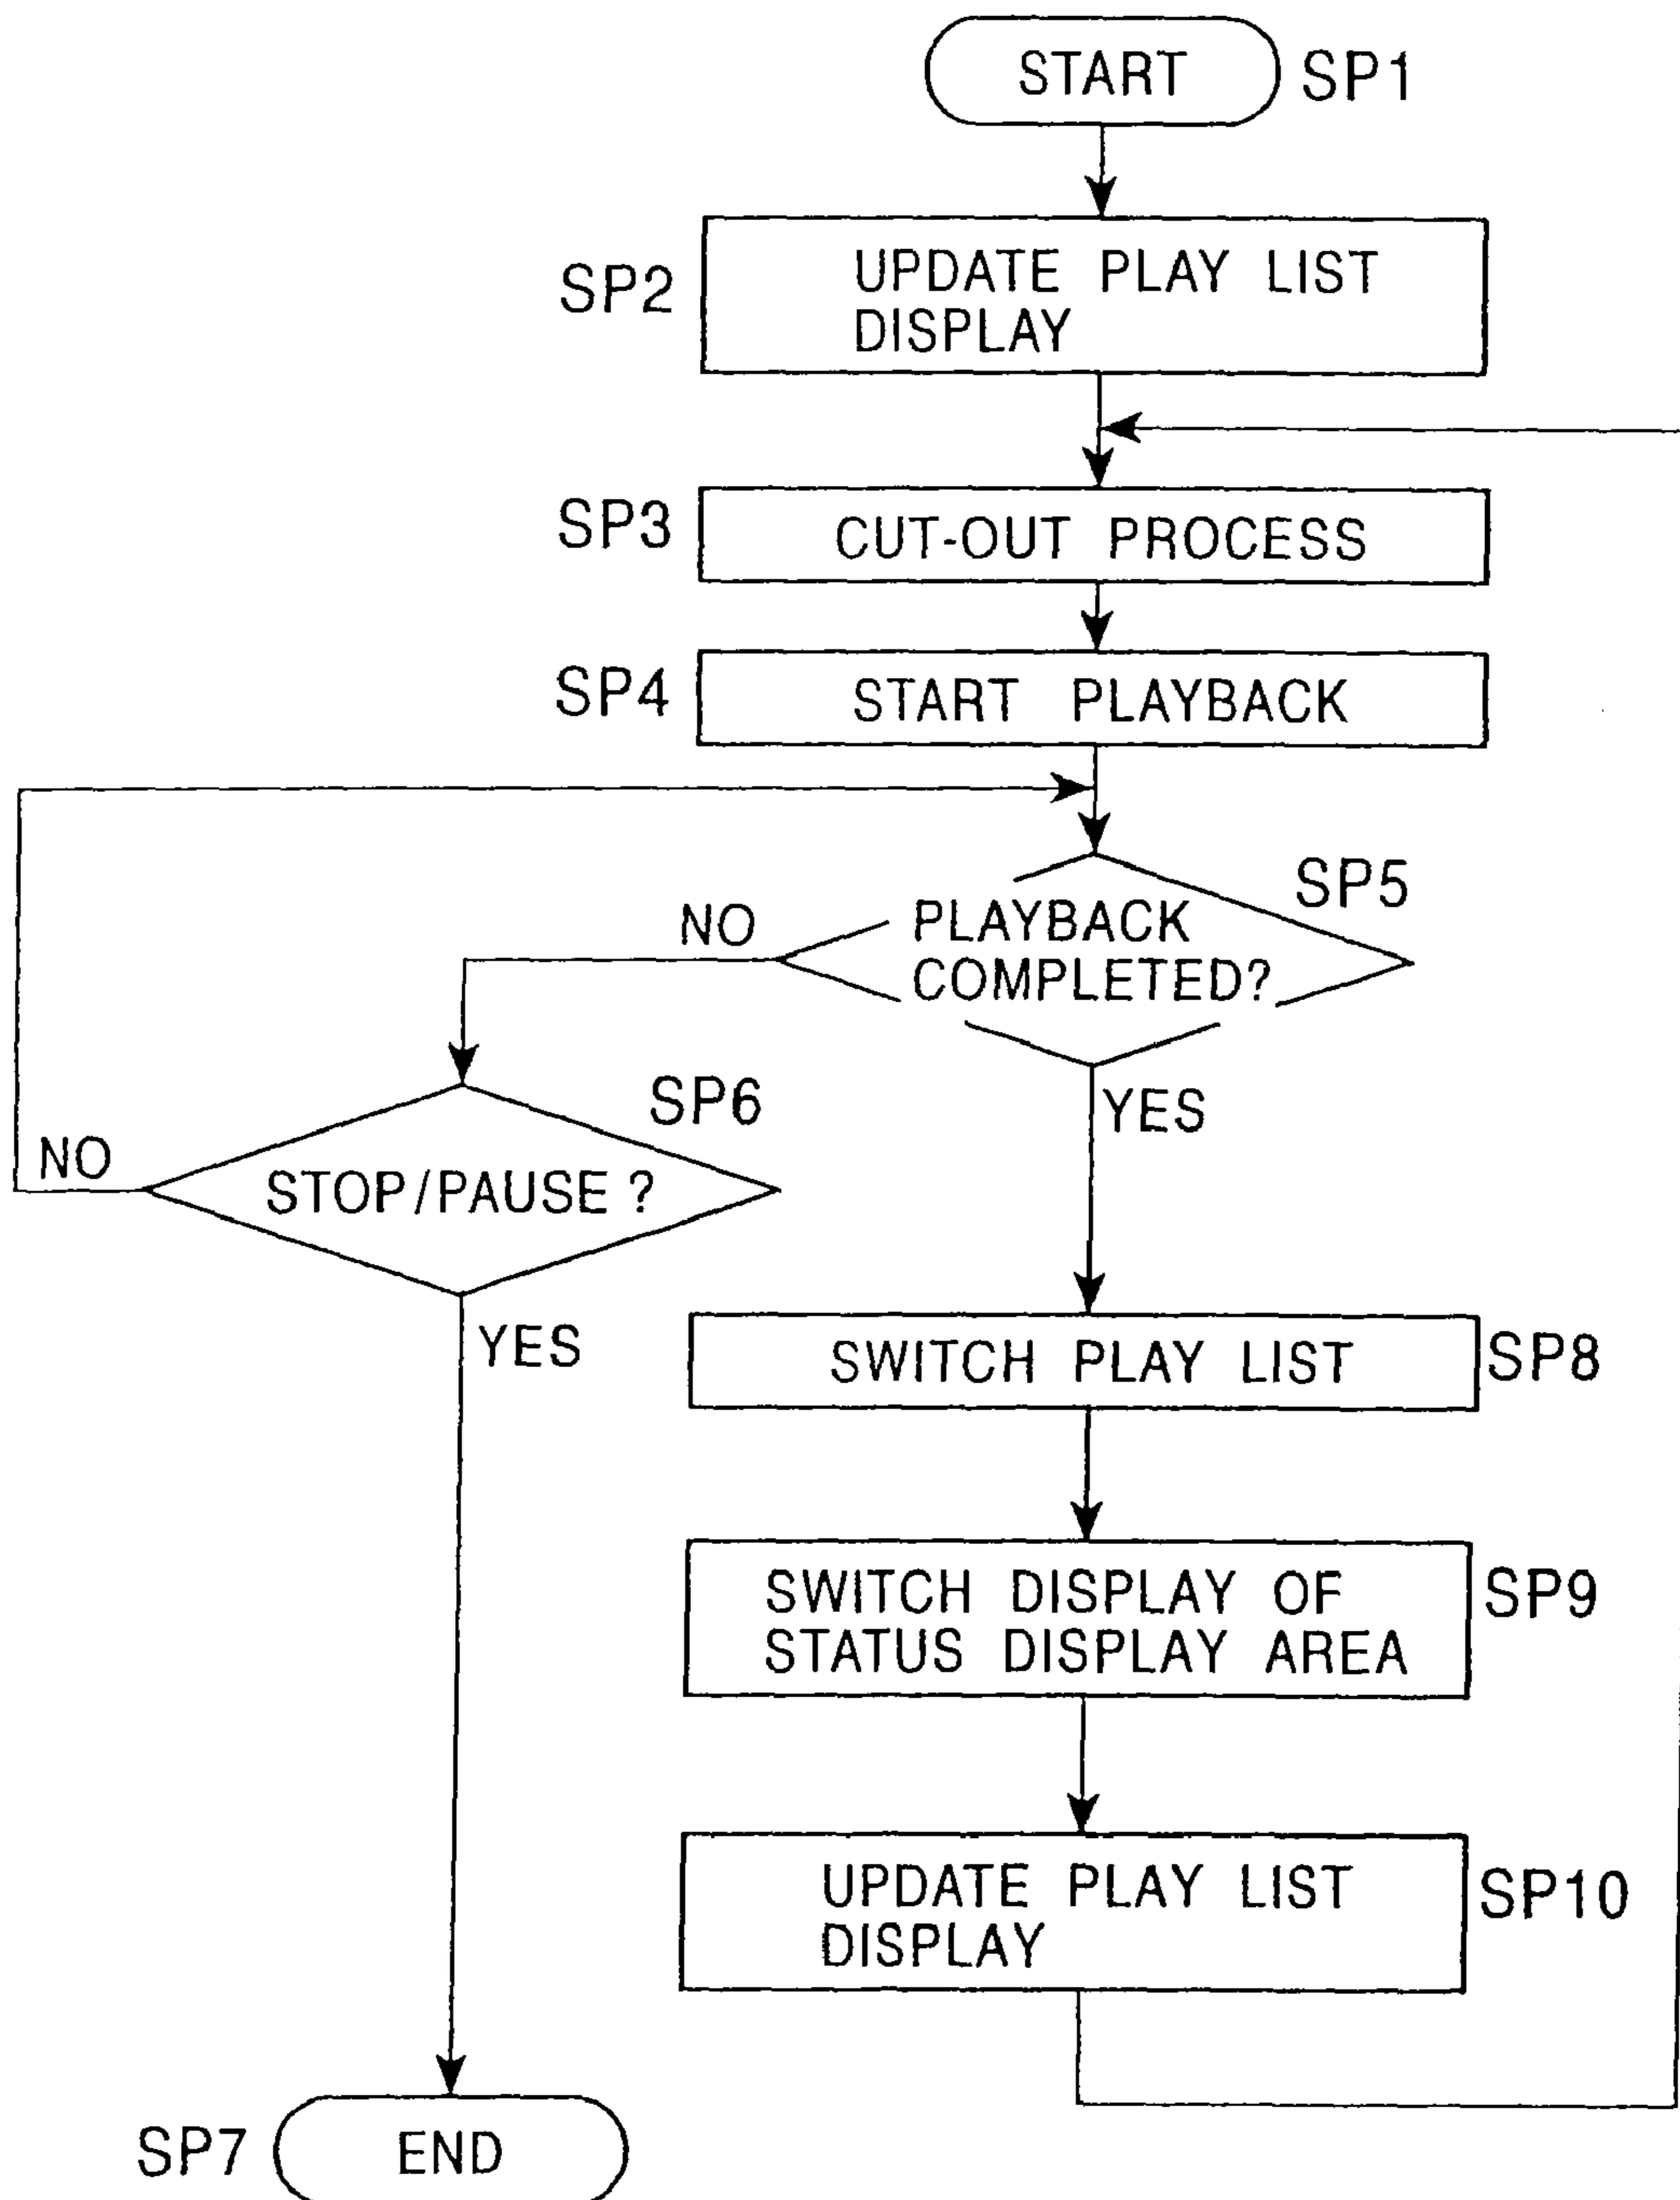 START SP1
SP2
UPDATE PLAY LIST
DISPLAY
SP3
CUT-OUT PROCESS
SP4
START PLAYBACK
SP5
NO
PLAYBACK
COMPLETED?
YES
SP6
NO
STOP/PAUSE ?
YES
SWITCH PLAY LIST
SP8
SWITCH DISPLAY OF
STATUS DISPLAY AREA
SP9
UPDATE PLAY LIST
DISPLAY
SP10
SP7
END